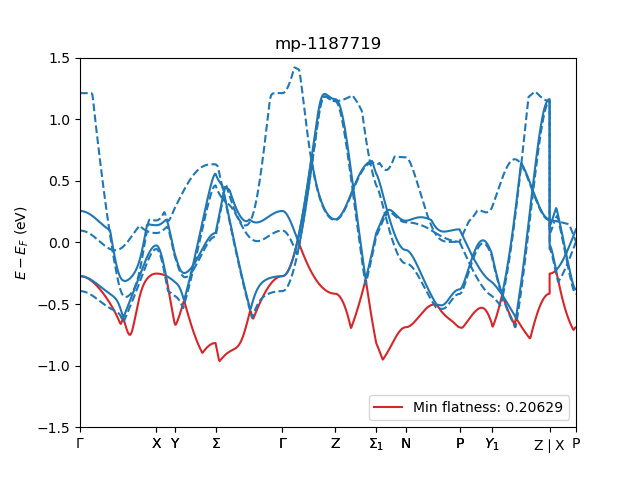 mp-1187719
E − E_F (eV)
1.5
1.0
0.5
0.0
−0.5
−1.0
−1.5
Min flatness: 0.20629
Γ X Y Σ Γ Z Σ₁ N P Y₁ Z | X P